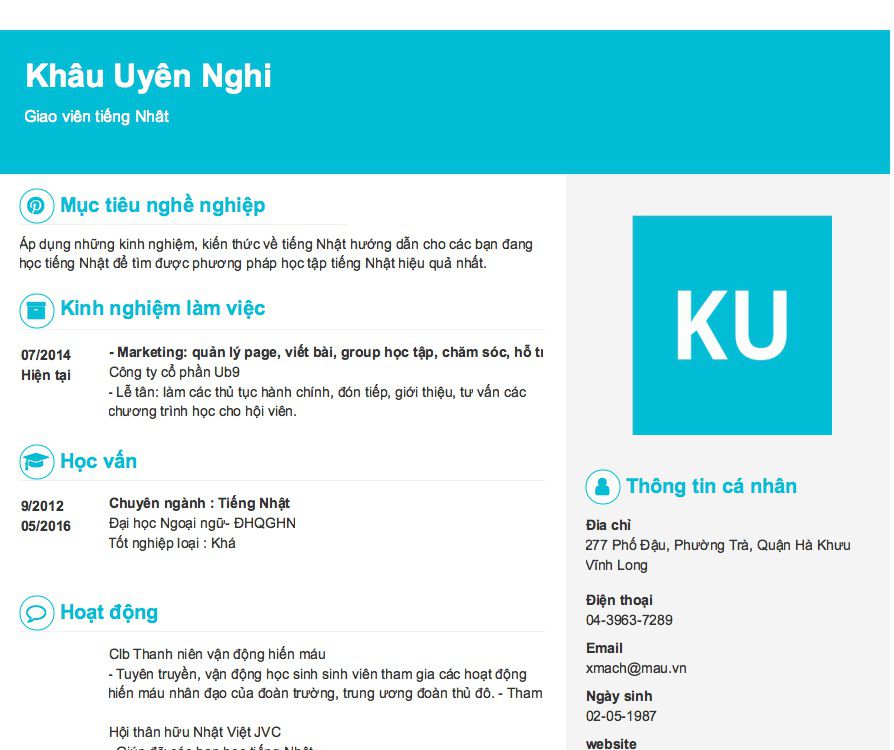 Khâu Uyên Nghi
Giao viên tiếng Nhât
Mục tiêu nghề nghiệp
Áp dụng những kinh nghiệm, kiến thức về tiếng Nhật hướng dẫn cho các bạn đang
học tiếng Nhật để tìm được phương pháp học tập tiếng Nhật hiệu quả nhất.
Kinh nghiệm làm việc
07/2014
Hiện tại
- Marketing: quản lý page, viết bài, group học tập, chăm sóc, hỗ
Công ty cổ phần Ub9
- Lễ tân: làm các thủ tục hành chính, đón tiếp, giới thiệu, tư vấn các
chương trình học cho hội viên.
Học vấn
9/2012
05/2016
Chuyên ngành : Tiếng Nhật
Đại học Ngoại ngữ- ĐHQGHN
Tốt nghiệp loại : Khá
Hoạt động
Clb Thanh niên vận động hiến máu
- Tuyên truyền, vận động học sinh sinh viên tham gia các hoạt động
hiến máu nhân đạo của đoàn trường, trung ương đoàn thủ đô. - Tham
Hội thân hữu Nhật Việt JVC
KU
Thông tin cá nhân
Đia chỉ
277 Phố Đậu, Phường Trà, Quận Hà Khưu
Vĩnh Long
Điện thoại
04-3963-7289
Email
xmach@mau.vn
Ngày sinh
02-05-1987
website